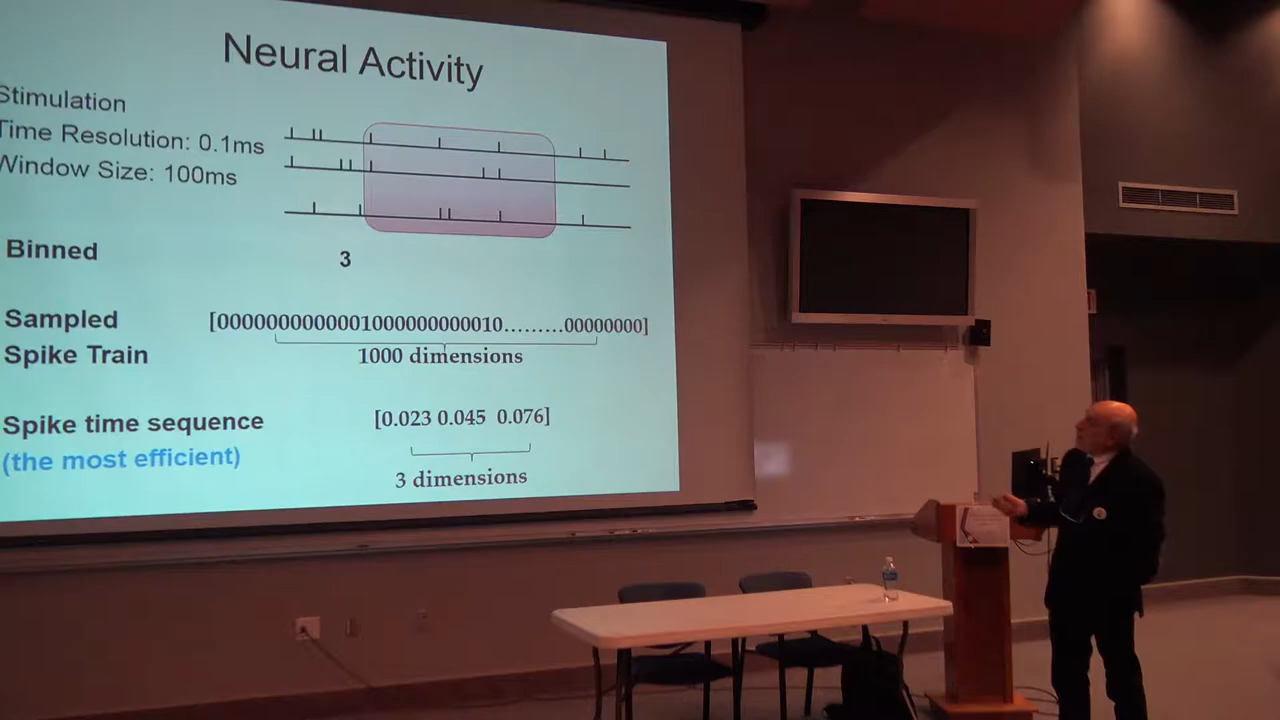 Neural Activity
Stimulation
Time Resolution: 0.1ms
Window Size: 100ms
Binned
3
Sampled
Spike Train
[0000000000001000000000010.........00000000]
1000 dimensions
Spike time sequence
(the most efficient)
[0.023 0.045 0.076]
3 dimensions